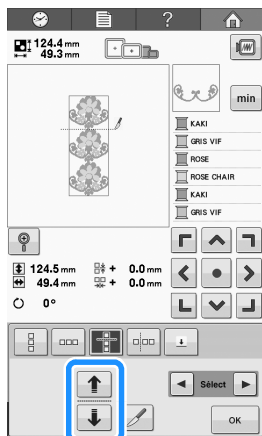 ?
124.4 mm
49.3 mm
min
KAKI
GRIS VIF
ROSE
ROSE CHAIR
KAKI
GRIS VIF
124.5 mm + 0.0 mm
49.4 mm + 0.0 mm
0°
Sélect
OK